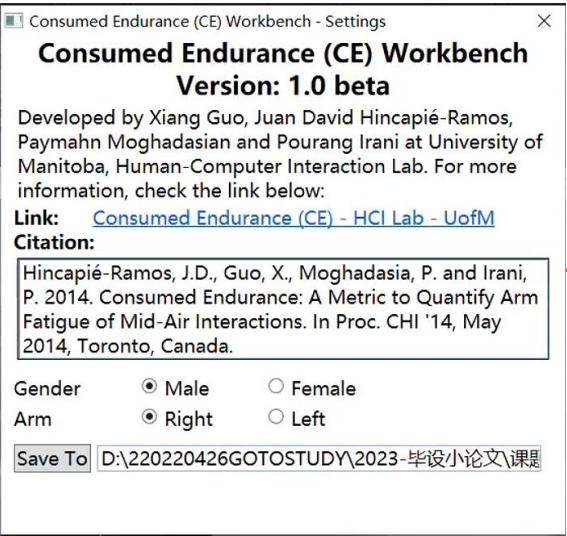 Consumed Endurance (CE) Workbench - Settings
Consumed Endurance (CE) Workbench
Version: 1.0 beta
Developed by Xiang Guo, Juan David Hincapié-Ramos,
Paymahn Moghadasian and Pourang Irani at University of
Manitoba, Human-Computer Interaction Lab. For more
information, check the link below:
Link: Consumed Endurance (CE) - HCI Lab - UofM
Citation:
Hincapié-Ramos, J.D., Guo, X., Moghadasia, P. and Irani,
P. 2014. Consumed Endurance: A Metric to Quantify Arm
Fatigue of Mid-Air Interactions. In Proc. CHI '14, May
2014, Toronto, Canada.
Gender Male Female
Arm Right Left
Save To D:\220220426GOTOSTUDY\2023-毕设小论文\课题